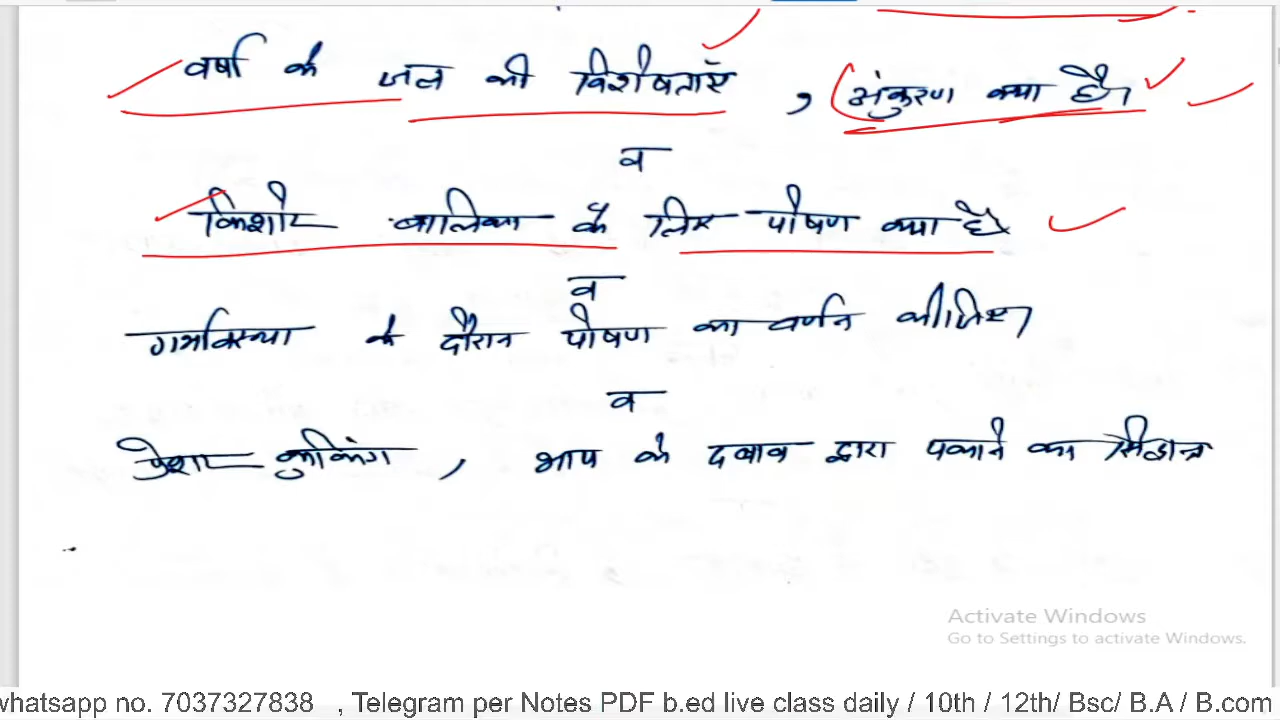 वर्षा के जल की विशेषताएँ , अंकुरण क्या है।
व
किशोर बालिका के लिए पोषण क्या है
व
गर्भावस्था के दौरान पोषण का वर्णन कीजिए।
व
प्रेशर कुकिंग , भाप के दबाव द्वारा पकाने का सिद्धान्त
Activate Windows
Go to Settings to activate Windows.
whatsapp no. 7037327838 , Telegram per Notes PDF b.ed live class daily / 10th / 12th/ Bsc/ B.A / B.com